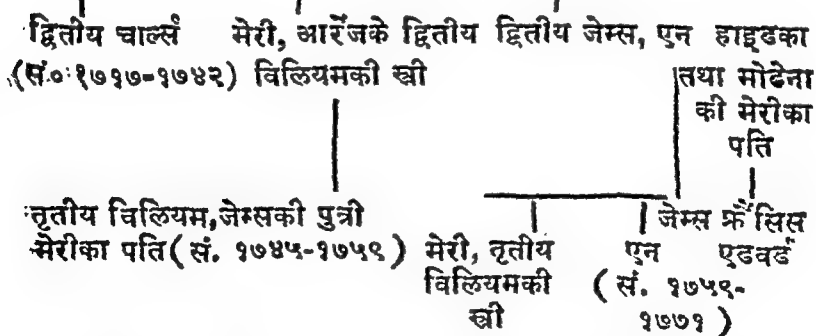 द्वितीय चार्ल्स मेरी, आरेंजके द्वितीय द्वितीय जेम्स, एन हाइडका
(सं० १७१७-१७४२) विलियमकी स्त्री तथा मोडेना
की मेरीका
पति
तृतीय विलियम,जेम्सकी पुत्री जेम्स फ्रैंसिस
मेरीका पति( सं. १७४५-१७५९ ) मेरी, तृतीय एन एडवर्ड
विलियमकी ( सं. १७५९-
स्त्री १७७१ )